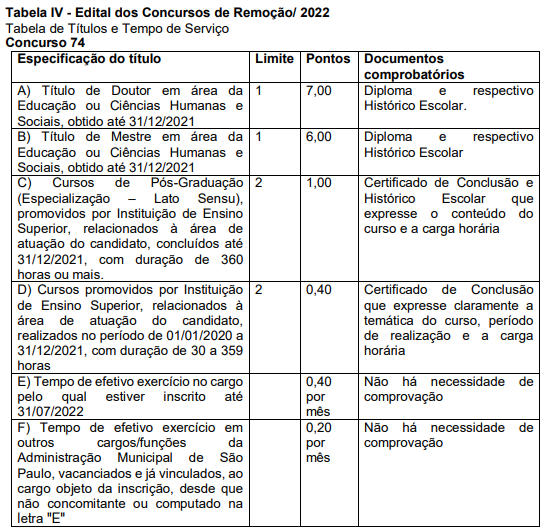 Tabela IV - Edital dos Concursos de Remoção/ 2022
Tabela de Títulos e Tempo de Serviço
Concurso 74
Especificação do título Limite Pontos Documentos
comprobatórios
A) Título de Doutor em área da 1 7,00 Diploma e respectivo
Educação ou Ciências Humanas e Histórico Escolar.
Sociais, obtido até 31/12/2021
B) Título de Mestre em área da 1 6,00 Diploma e respectivo
Educação ou Ciências Humanas e Histórico Escolar
Sociais, obtido até 31/12/2021
C) Cursos de Pós-Graduação 2 1,00 Certificado de Conclusão e
(Especialização – Lato Sensu), Histórico Escolar que
promovidos por Instituição de Ensino expresse o conteúdo do
Superior, relacionados à área de curso e a carga horária
atuação do candidato, concluídos até
31/12/2021, com duração de 360
horas ou mais.
D) Cursos promovidos por Instituição 2 0,40 Certificado de Conclusão
de Ensino Superior, relacionados à que expresse claramente a
área de atuação do candidato, temática do curso, período
realizados no período de 01/01/2020 a de realização e a carga
31/12/2021, com duração de 30 a 359 horária
horas
E) Tempo de efetivo exercício no cargo 0,40 Não há necessidade de
pelo qual estiver inscrito até por comprovação
31/07/2022 mês
F) Tempo de efetivo exercício em 0,20 Não há necessidade de
outros cargos/funções da por comprovação
Administração Municipal de São mês
Paulo, vacanciados e já vinculados, ao
cargo objeto da inscrição, desde que
não concomitante ou computado na
letra "E"